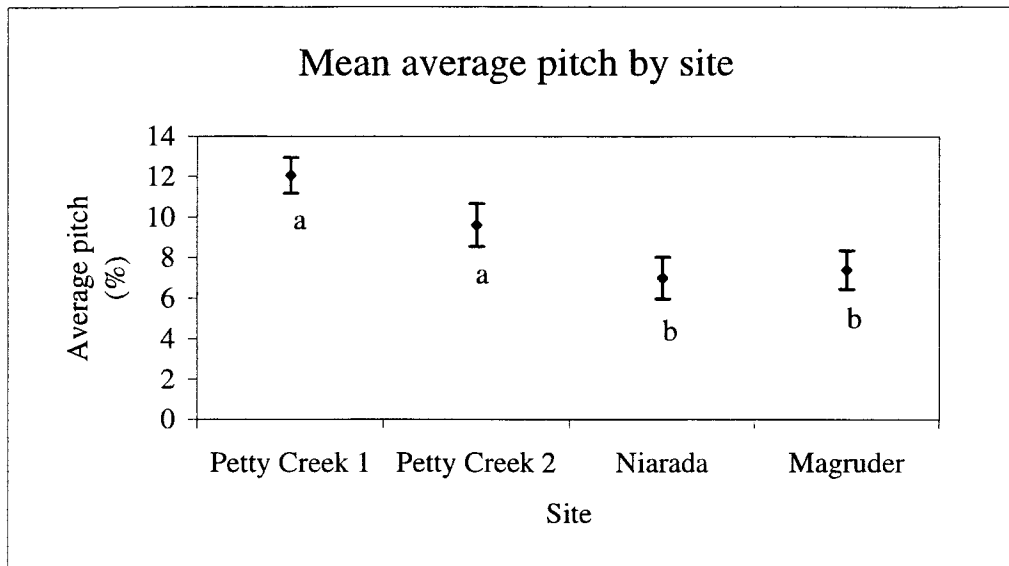 Mean average pitch by site
14
12
10
8
6
4
2
0
Average pitch
(%)
a
a
b
b
Petty Creek 1 Petty Creek 2 Niarada Magruder
Site